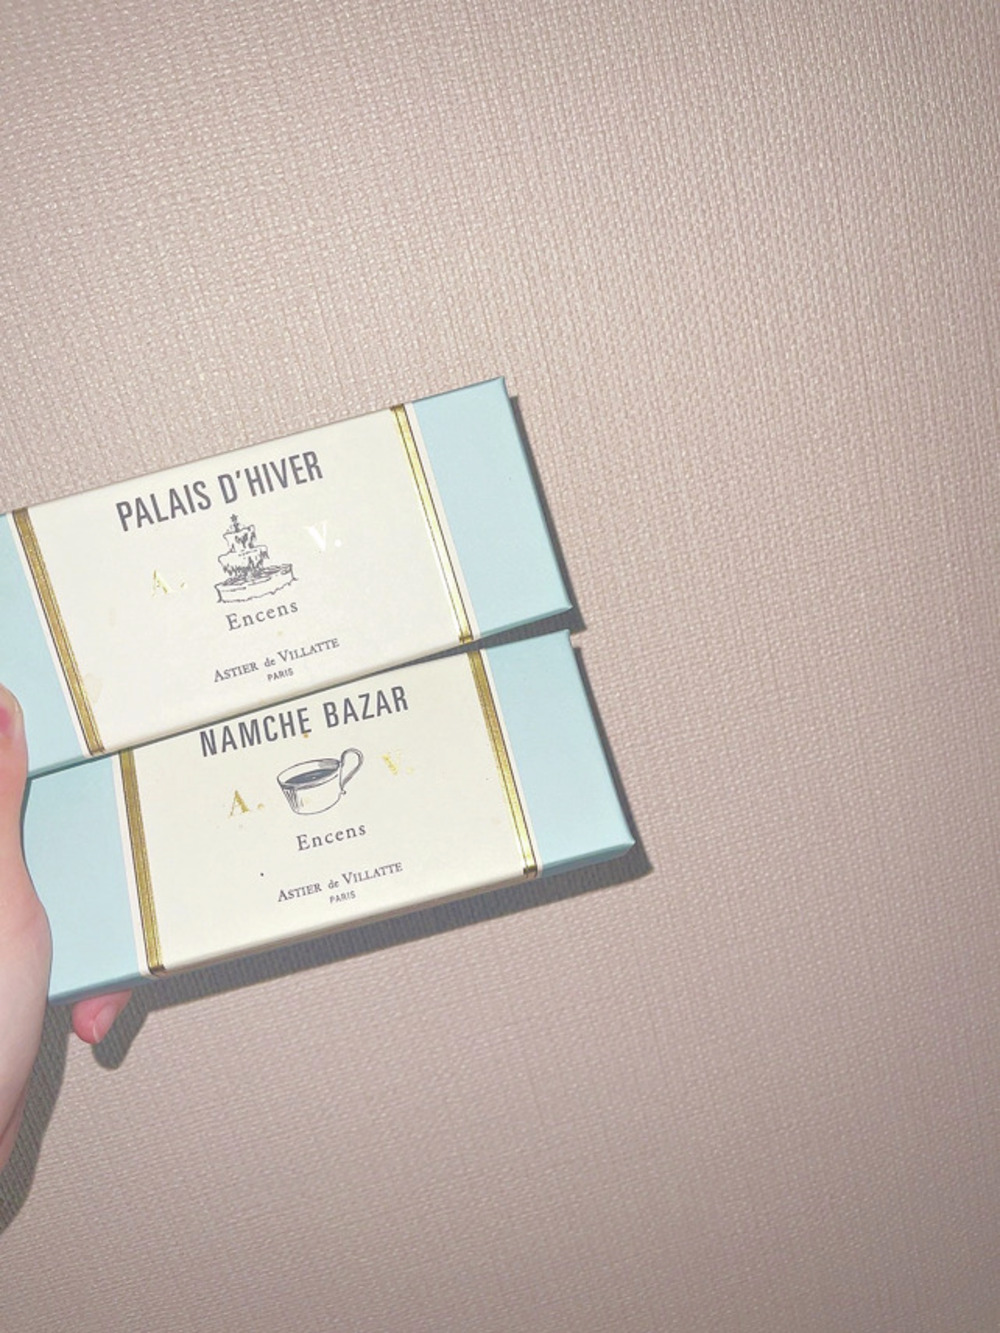 PALAIS D'HIVER
A. V.
Encens
ASTIER de VILLATTE
PARIS
NAMCHE BAZAR
A. V.
Encens
ASTIER de VILLATTE
PARIS